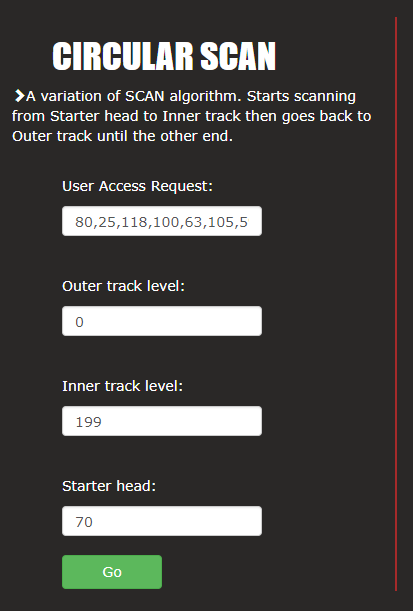 CIRCULAR SCAN
A variation of SCAN algorithm. Starts scanning
from Starter head to Inner track then goes back to
Outer track until the other end.
User Access Request:
80,25,118,100,63,105,5
Outer track level:
0
Inner track level:
199
Starter head:
70
Go